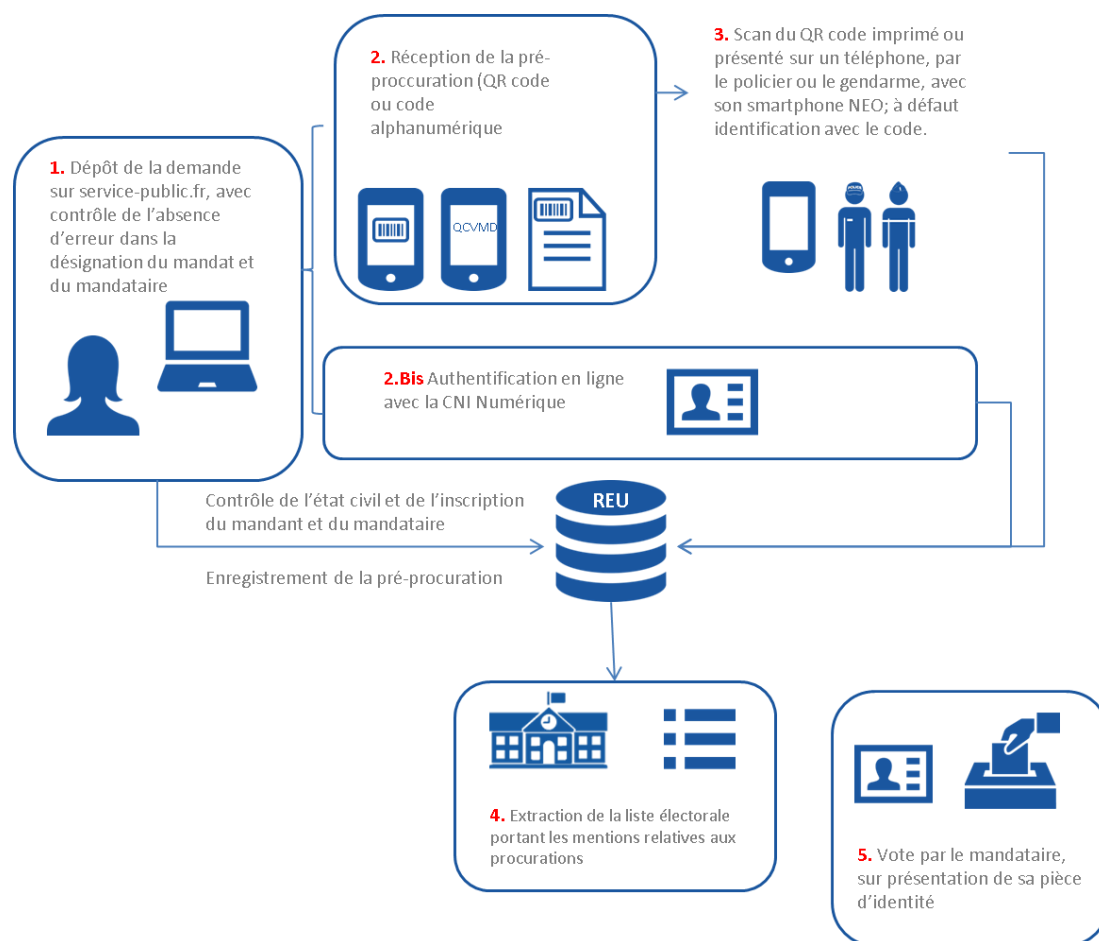 1. Dépôt de la demande
sur service-public.fr, avec
contrôle de l’absence
d’erreur dans la
désignation du mandat et
du mandataire
2. Réception de la pré-
proccuration (QR code
ou code
alphanumérique
QCVMD
3. Scan du QR code imprimé ou
présenté sur un téléphone, par
le policier ou le gendarme, avec
son smartphone NEO; à défaut
identification avec le code.
POLICE
2.Bis Authentification en ligne
avec la CNI Numérique
Contrôle de l’état civil et de l’inscription
du mandant et du mandataire
Enregistrement de la pré-procuration
REU
4. Extraction de la liste électorale
portant les mentions relatives aux
procurations
5. Vote par le mandataire,
sur présentation de sa pièce
d’identité